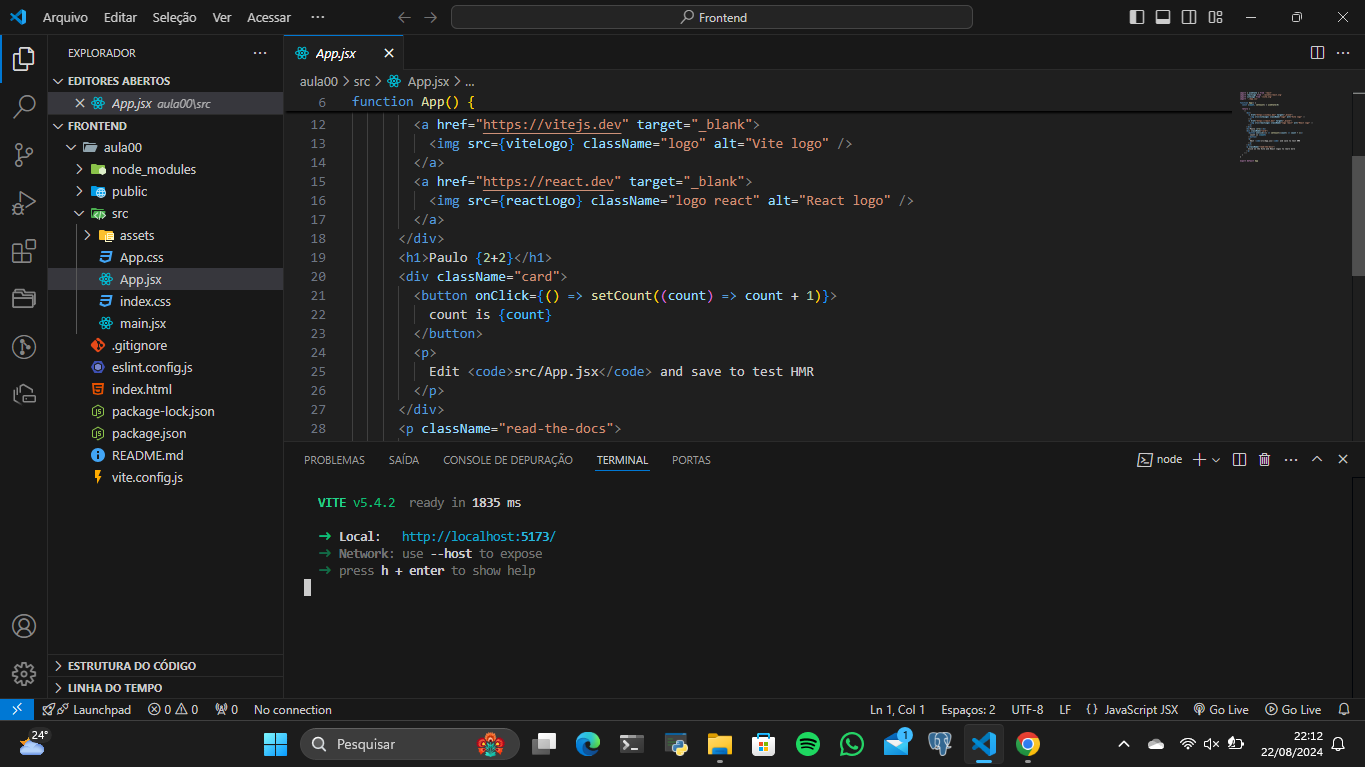 Arquivo Editar Seleção Ver Acessar ···
Frontend
EXPLORADOR ···
EDITORES ABERTOS
App.jsx aula00\src
FRONTEND
aula00
node_modules
public
src
assets
App.css
App.jsx
index.css
main.jsx
.gitignore
eslint.config.js
index.html
package-lock.json
package.json
README.md
vite.config.js
ESTRUTURA DO CÓDIGO
LINHA DO TEMPO
App.jsx
aula00 > src > App.jsx > ...
6 function App() {
12 <a href="https://vitejs.dev" target="_blank">
13 <img src={viteLogo} className="logo" alt="Vite logo" />
14 </a>
15 <a href="https://react.dev" target="_blank">
16 <img src={reactLogo} className="logo react" alt="React logo" />
17 </a>
18 </div>
19 <h1>Paulo {2+2}</h1>
20 <div className="card">
21 <button onClick={() => setCount((count) => count + 1)}>
22 count is {count}
23 </button>
24 <p>
25 Edit <code>src/App.jsx</code> and save to test HMR
26 </p>
27 </div>
28 <p className="read-the-docs">
PROBLEMAS SAÍDA CONSOLE DE DEPURAÇÃO TERMINAL PORTAS
node
VITE v5.4.2 ready in 1835 ms
➜ Local: http://localhost:5173/
➜ Network: use --host to expose
➜ press h + enter to show help
Launchpad 0 0 0 No connection
Ln 1, Col 1 Espaços: 2 UTF-8 LF {} JavaScript JSX Go Live Go Live
24°
Pesquisar
1
22:12
22/08/2024